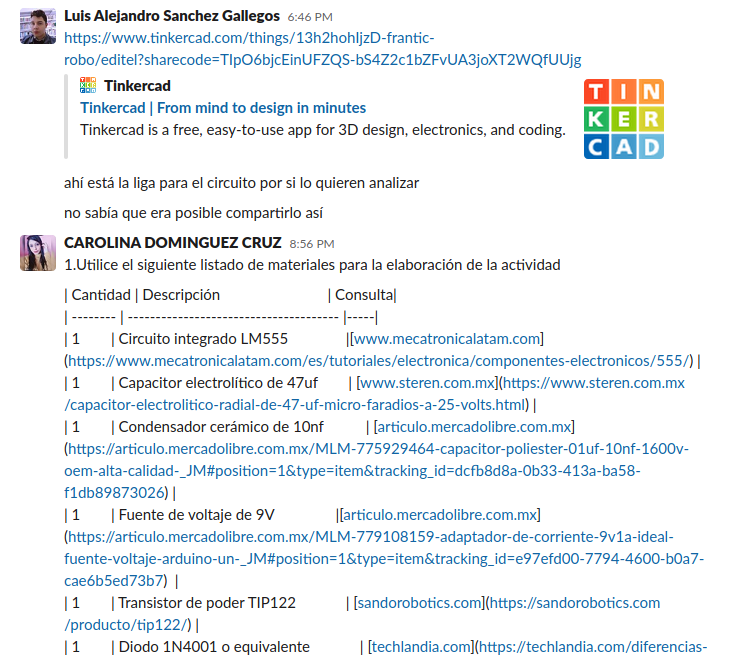 Luis Alejandro Sanchez Gallegos 6:46 PM
https://www.tinkercad.com/things/13h2hohIjzD-frantic-
robo/editel?sharecode=TIpO6bjcEinUFZQS-bS4Z2c1bZFvUA3joXT2WQfUUjg
Tinkercad
Tinkercad | From mind to design in minutes
Tinkercad is a free, easy-to-use app for 3D design, electronics, and coding.
TIN
KER
CAD
ahí está la liga para el circuito por si lo quieren analizar
no sabía que era posible compartirlo así
CAROLINA DOMINGUEZ CRUZ 8:56 PM
1.Utilice el siguiente listado de materiales para la elaboración de la actividad
| Cantidad | Descripción | Consulta|
| -------- | -------------------------------------- |-----|
| 1 | Circuito integrado LM555 |[www.mecatronicalatam.com]
(https://www.mecatronicalatam.com/es/tutoriales/electronica/componentes-electronicos/555/) |
| 1 | Capacitor electrolítico de 47uf | [www.steren.com.mx](https://www.steren.com.mx
/capacitor-electrolitico-radial-de-47-uf-micro-faradios-a-25-volts.html) |
| 1 | Condensador cerámico de 10nf | [articulo.mercadolibre.com.mx]
(https://articulo.mercadolibre.com.mx/MLM-775929464-capacitor-poliester-01uf-10nf-1600v-
oem-alta-calidad-_JM#position=1&type=item&tracking_id=dcfb8d8a-0b33-413a-ba58-
f1db89873026) |
| 1 | Fuente de voltaje de 9V |[articulo.mercadolibre.com.mx]
(https://articulo.mercadolibre.com.mx/MLM-779108159-adaptador-de-corriente-9v1a-ideal-
fuente-voltaje-arduino-un-_JM#position=1&type=item&tracking_id=e97efd00-7794-4600-b0a7-
cae6b5ed73b7) |
| 1 | Transistor de poder TIP122 | [sandorobotics.com](https://sandorobotics.com
/producto/tip122/) |
| 1 | Diodo 1N4001 o equivalente | [techlandia.com](https://techlandia.com/diferencias-